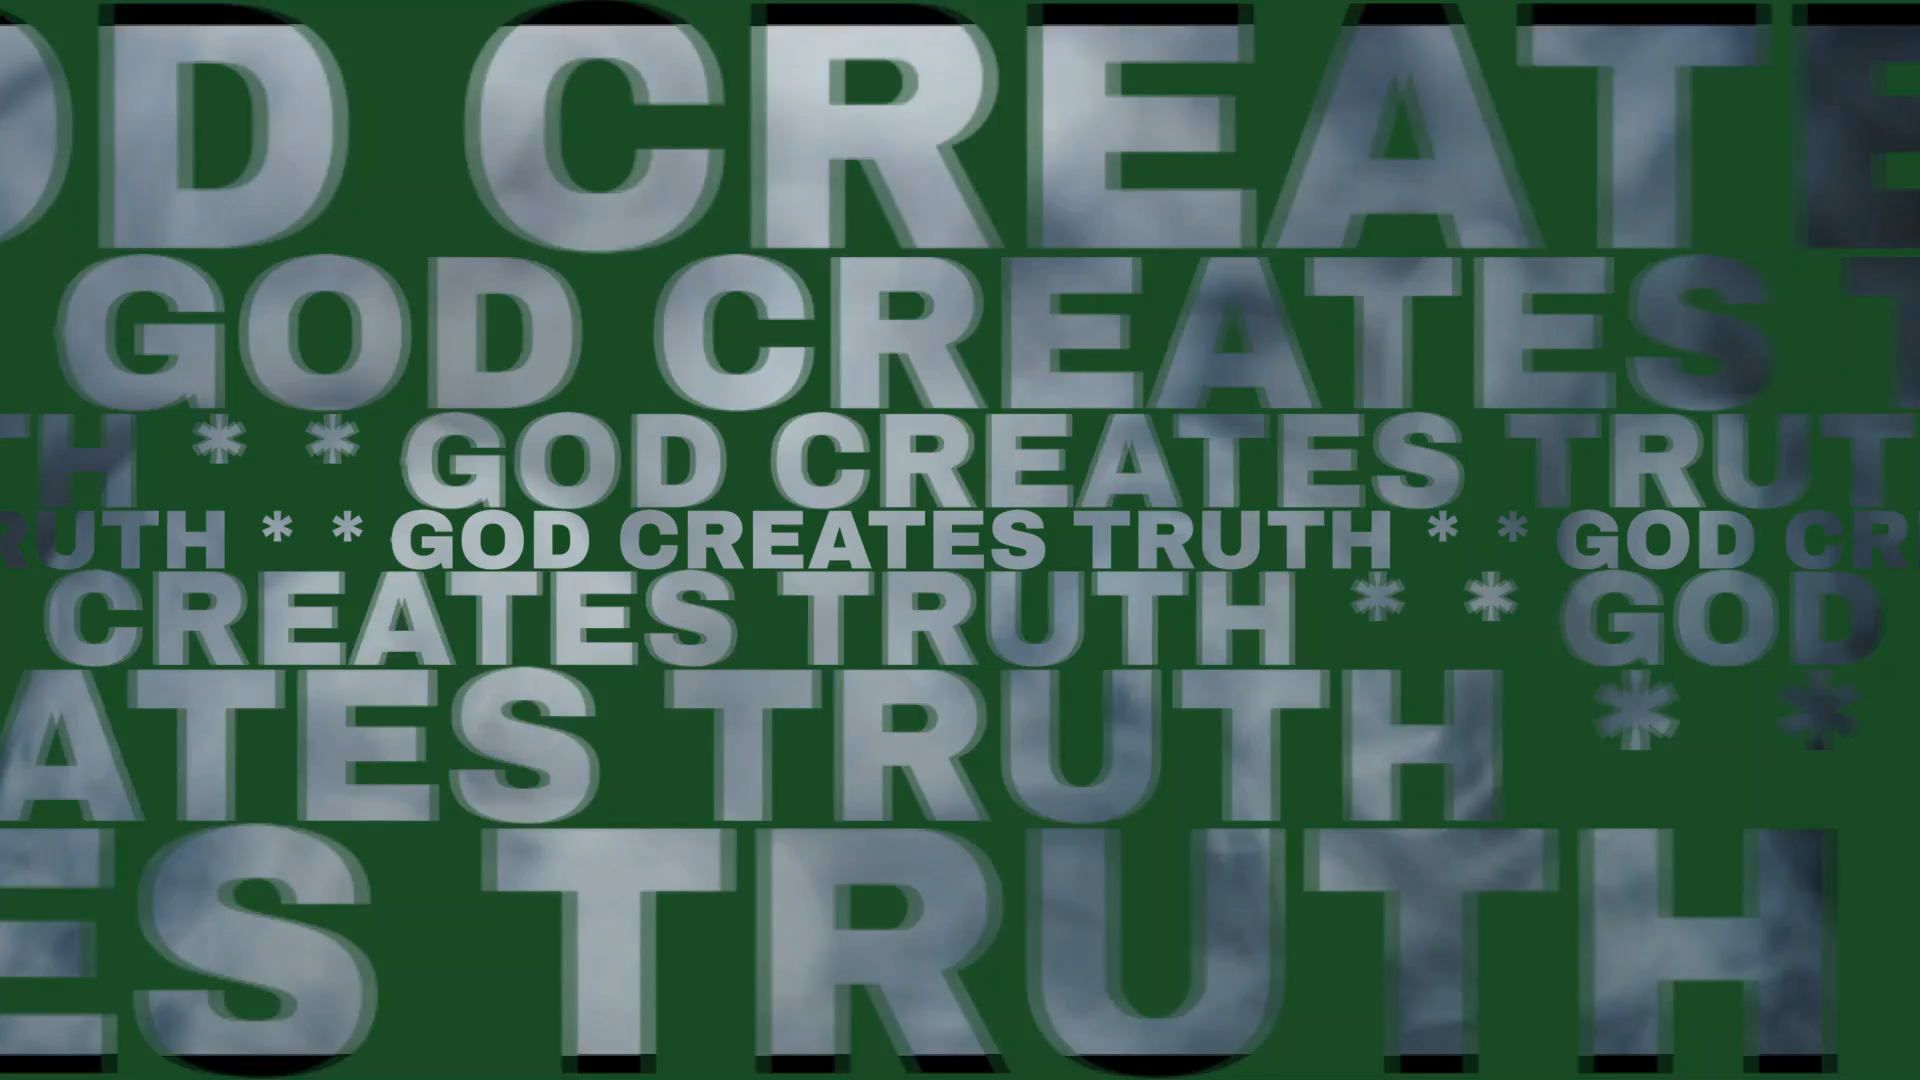 OD CREATE
GOD CREATES T
TH * * GOD CREATES TRUT
RUTH * * GOD CREATES TRUTH * * GOD CR
CREATES TRUTH * * GOD
ATES TRUTH * *
ES TRUTH